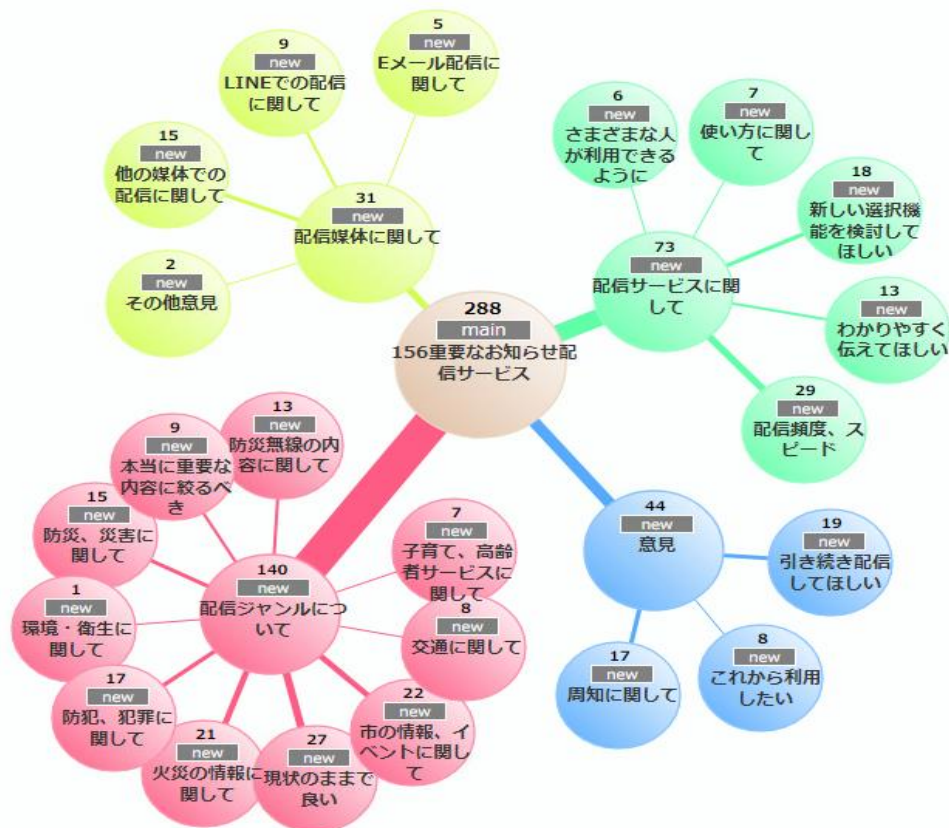 288
main
156重要なお知らせ配
信サービス
31
new
配信媒体に関して
5
new
Eメール配信に
関して
9
new
LINEでの配信
に関して
15
new
他の媒体での
配信に関して
2
new
その他意見
73
new
配信サービスに関
して
6
new
さまざまな人
が利用できる
ように
7
new
使い方に関し
て
18
new
新しい選択機
能を検討して
ほしい
13
new
わかりやすく
伝えてほしい
29
new
配信頻度、ス
ピード
44
new
意見
19
new
引き続き配信
してほしい
8
new
これから利用
したい
17
new
周知に関して
140
new
配信ジャンルにつ
いて
13
new
防災無線の内
容に関して
9
new
本当に重要な
内容に絞るべ
き
15
new
防災、災害に
関して
1
new
環境・衛生に
関して
17
new
防犯、犯罪に
関して
21
new
火災の情報に
関して
27
new
現状のままで
良い
22
new
市の情報、イ
ベントに関し
て
8
new
交通に関して
7
new
子育て、高齢
者サービスに
関して